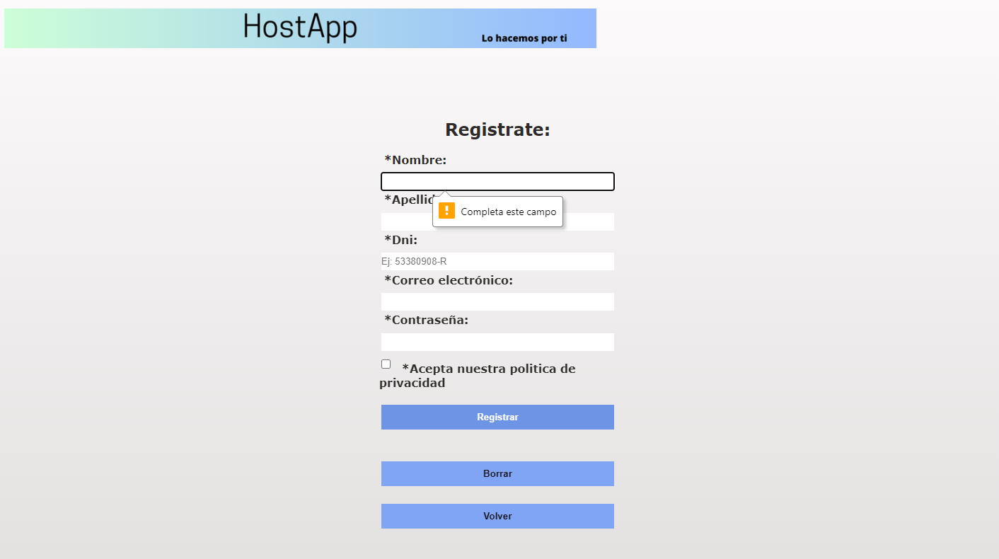 HostApp
Lo hacemos por ti
Registrate:
*Nombre:
*Apellid
Completa este campo
*Dni:
Ej: 53380908-R
*Correo electrónico:
*Contraseña:
*Acepta nuestra politica de
privacidad
Registrar
Borrar
Volver